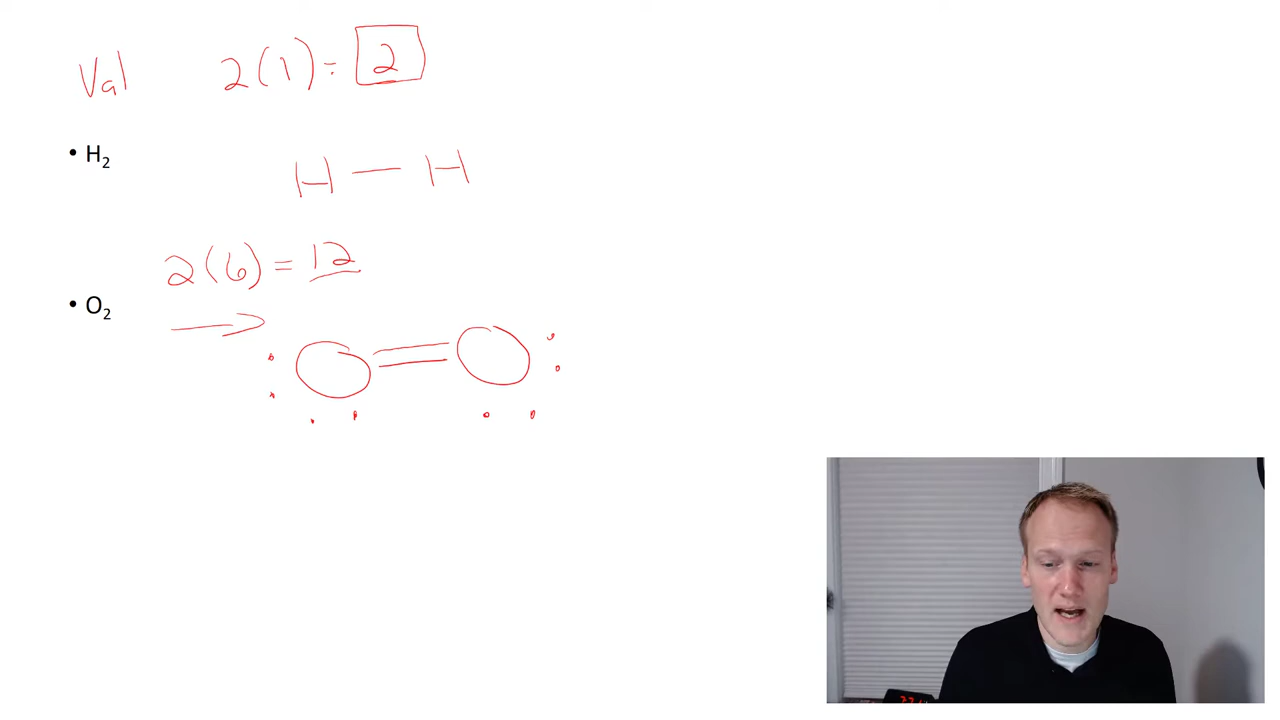 Val 2(1) = 2
• H₂
H — H
2(6) = 12
• O₂
O = O